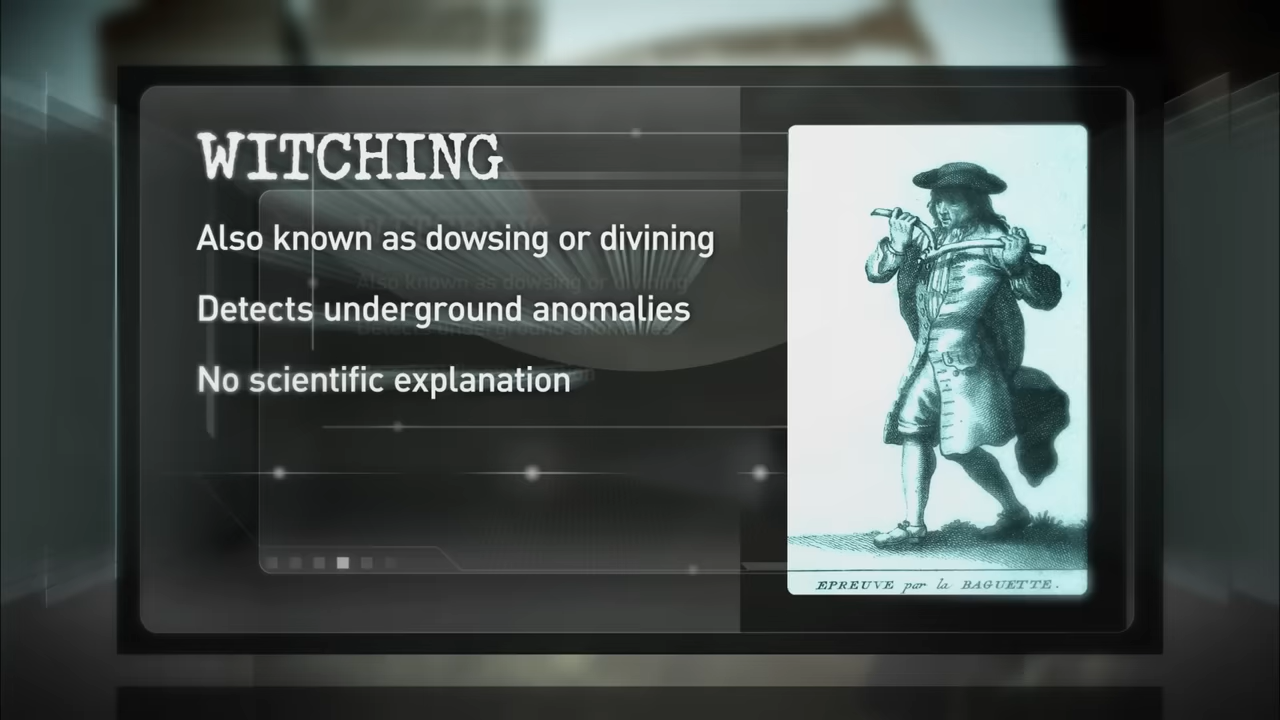 WITCHING
Also known as dowsing or divining
Detects underground anomalies
No scientific explanation
EPREUVE par la BAGUETTE.